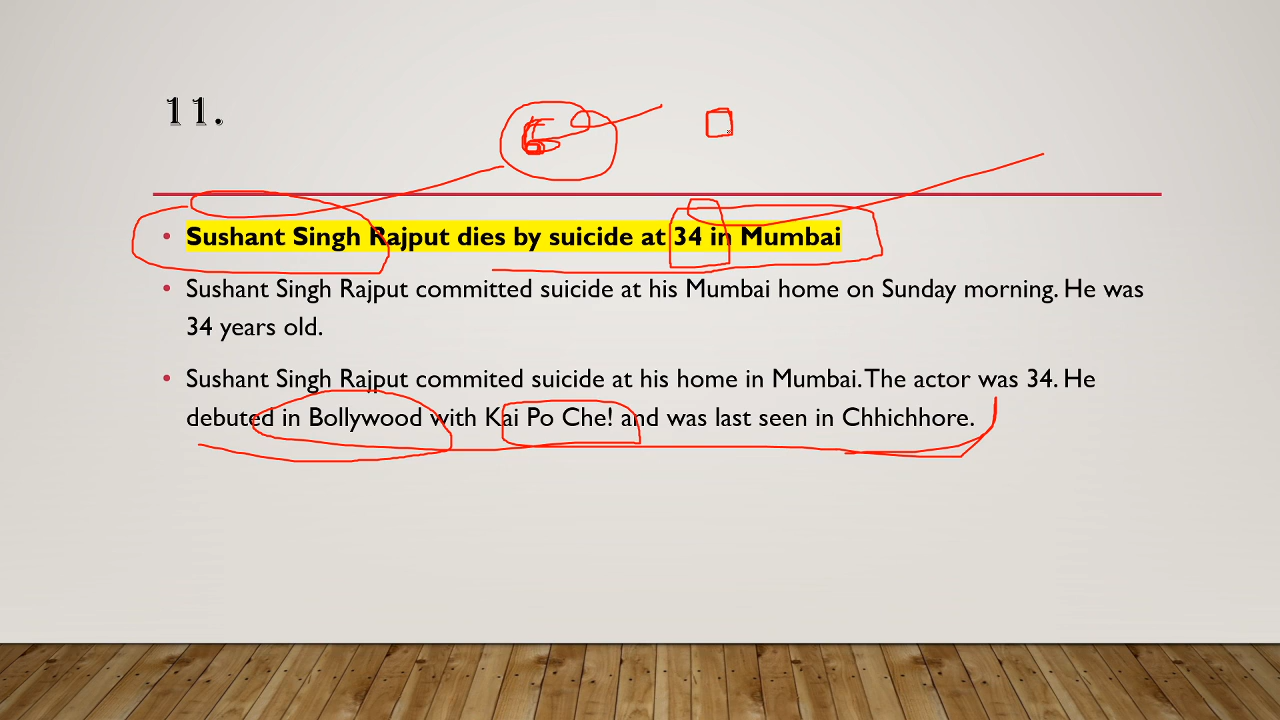 11.
• Sushant Singh Rajput dies by suicide at 34 in Mumbai
• Sushant Singh Rajput committed suicide at his Mumbai home on Sunday morning. He was
34 years old.
• Sushant Singh Rajput commited suicide at his home in Mumbai. The actor was 34. He
debuted in Bollywood with Kai Po Che! and was last seen in Chhichhore.